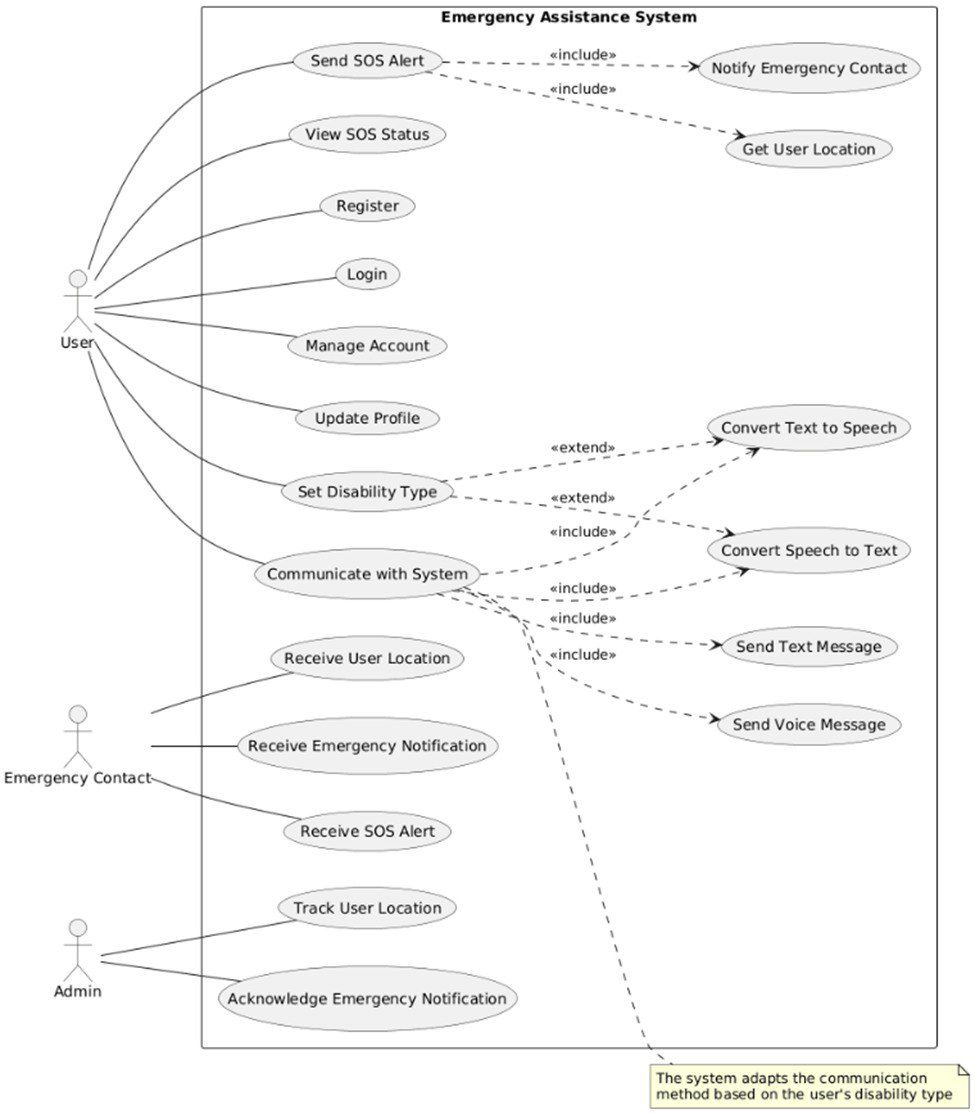 Emergency Assistance System
Send SOS Alert
«include»
Notify Emergency Contact
«include»
Get User Location
View SOS Status
Register
Login
User
Manage Account
Update Profile
Convert Text to Speech
«extend»
Set Disability Type
«extend»
«include»
Convert Speech to Text
Communicate with System
«include»
«include»
Send Text Message
«include»
Receive User Location
Send Voice Message
Receive Emergency Notification
Emergency Contact
Receive SOS Alert
Track User Location
Admin
Acknowledge Emergency Notification
The system adapts the communication
method based on the user's disability type